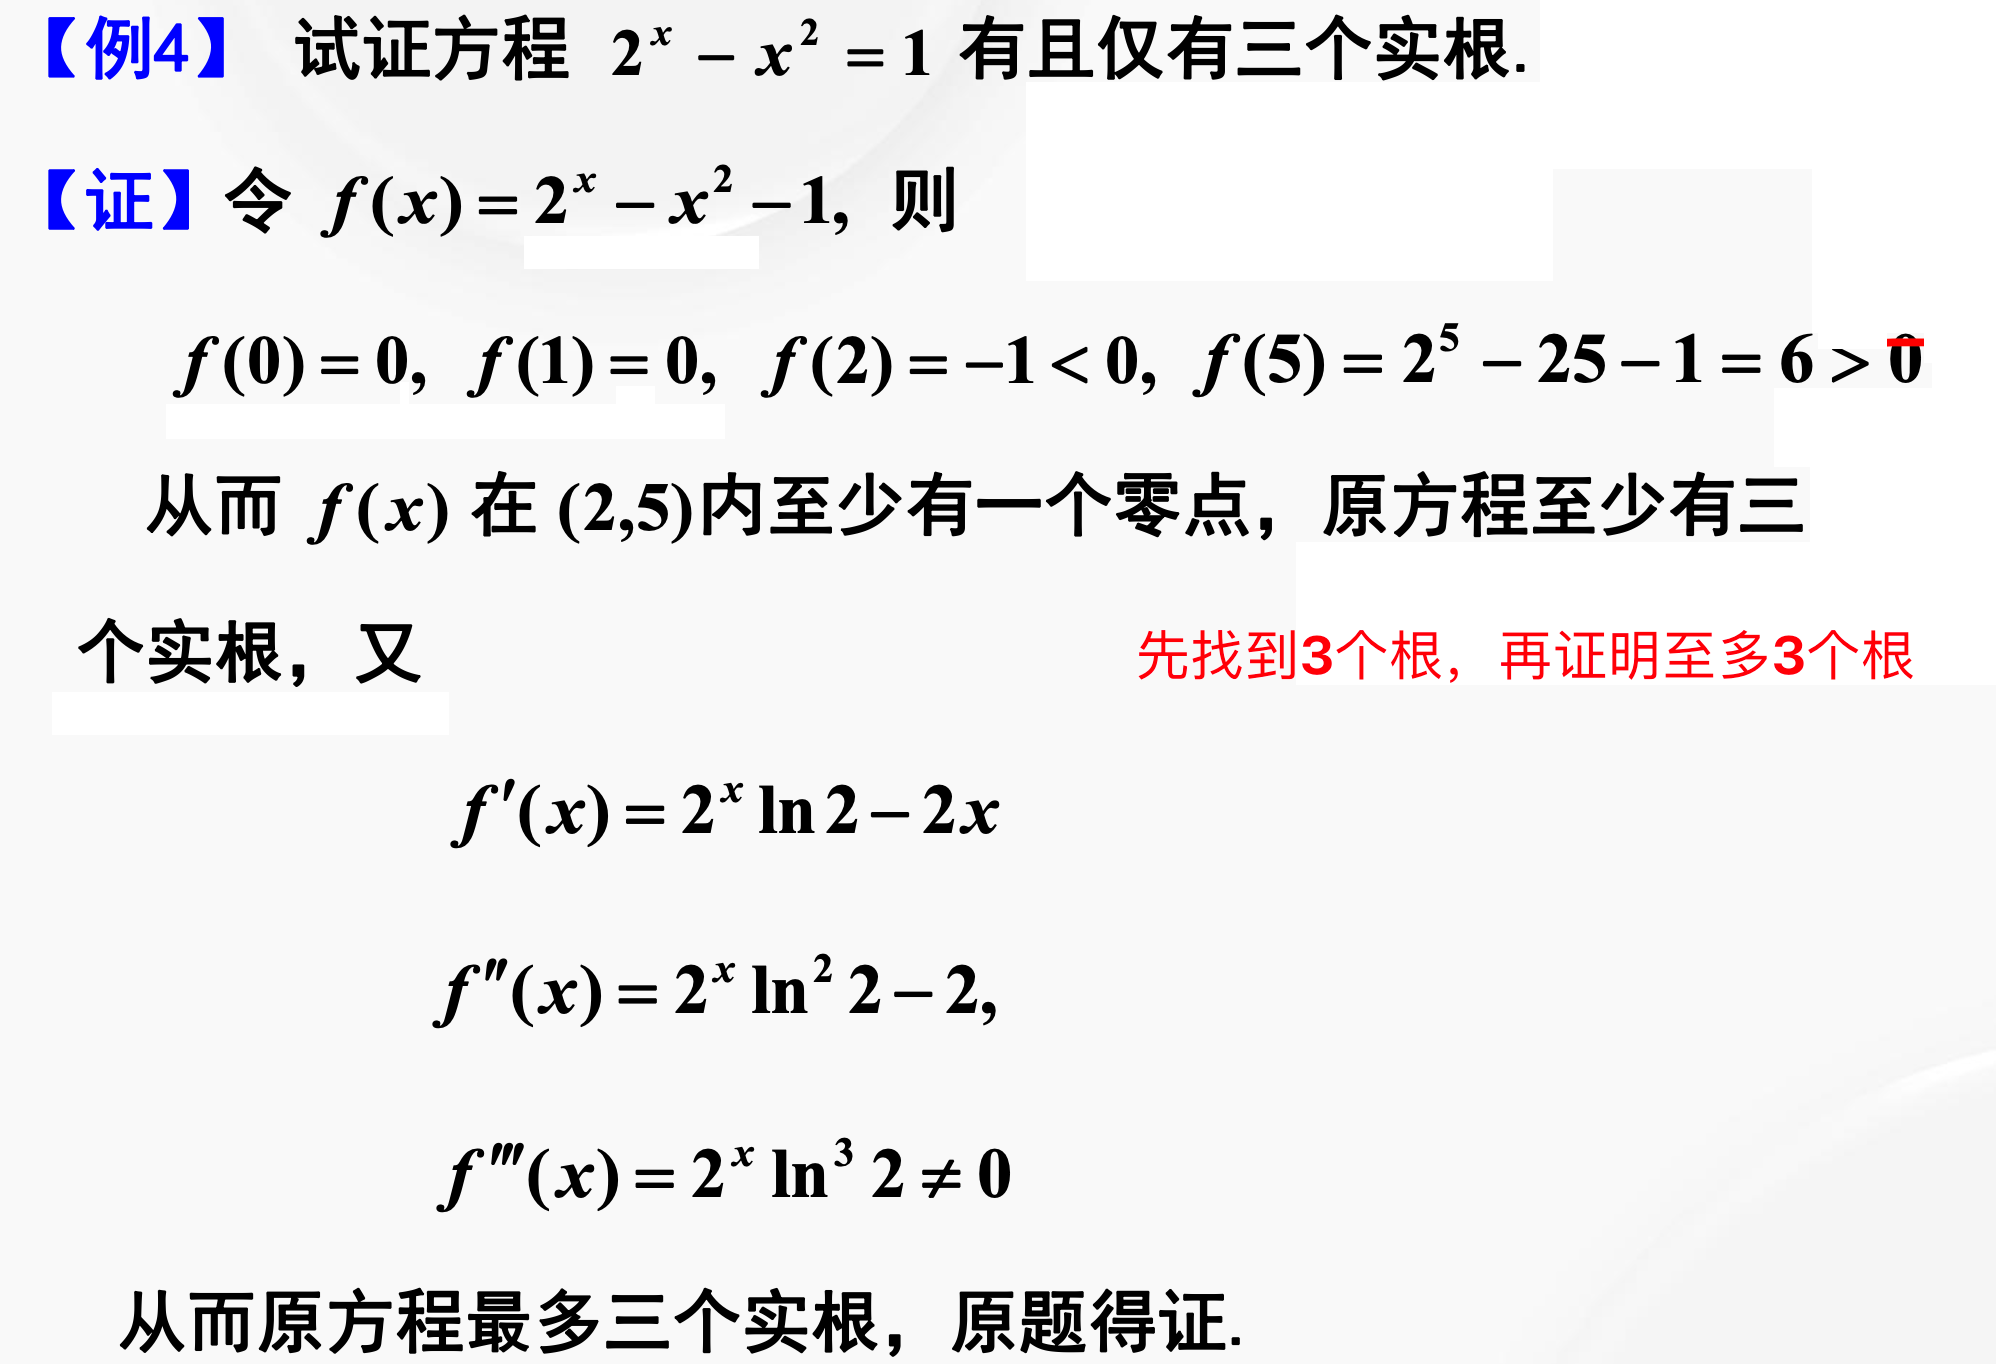 【例4】 试证方程 2^x − x^2 = 1 有且仅有三个实根.
【证】令 f(x) = 2^x − x^2 − 1, 则
f(0) = 0, f(1) = 0, f(2) = −1 < 0, f(5) = 2^5 − 25 − 1 = 6 > 0
从而 f(x) 在 (2,5)内至少有一个零点，原方程至少有三
个实根，又
先找到3个根，再证明至多3个根
f′(x) = 2^x ln 2 − 2x
f″(x) = 2^x ln^2 2 − 2,
f‴(x) = 2^x ln^3 2 ≠ 0
从而原方程最多三个实根，原题得证.